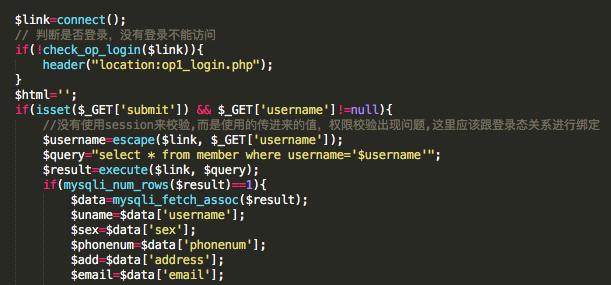 $link=connect();
// 判断是否登录，没有登录不能访问
if(!check_op_login($link)){
    header("location:op1_login.php");
}
$html='';
if(isset($_GET['submit']) && $_GET['username']!=null){
    //没有使用session来校验,而是使用的传进来的值，权限校验出现问题,这里应该跟登录态关系进行绑定
    $username=escape($link, $_GET['username']);
    $query="select * from member where username='$username'";
    $result=execute($link, $query);
    if(mysqli_num_rows($result)==1){
        $data=mysqli_fetch_assoc($result);
        $uname=$data['username'];
        $sex=$data['sex'];
        $phonenum=$data['phonenum'];
        $add=$data['address'];
        $email=$data['email'];